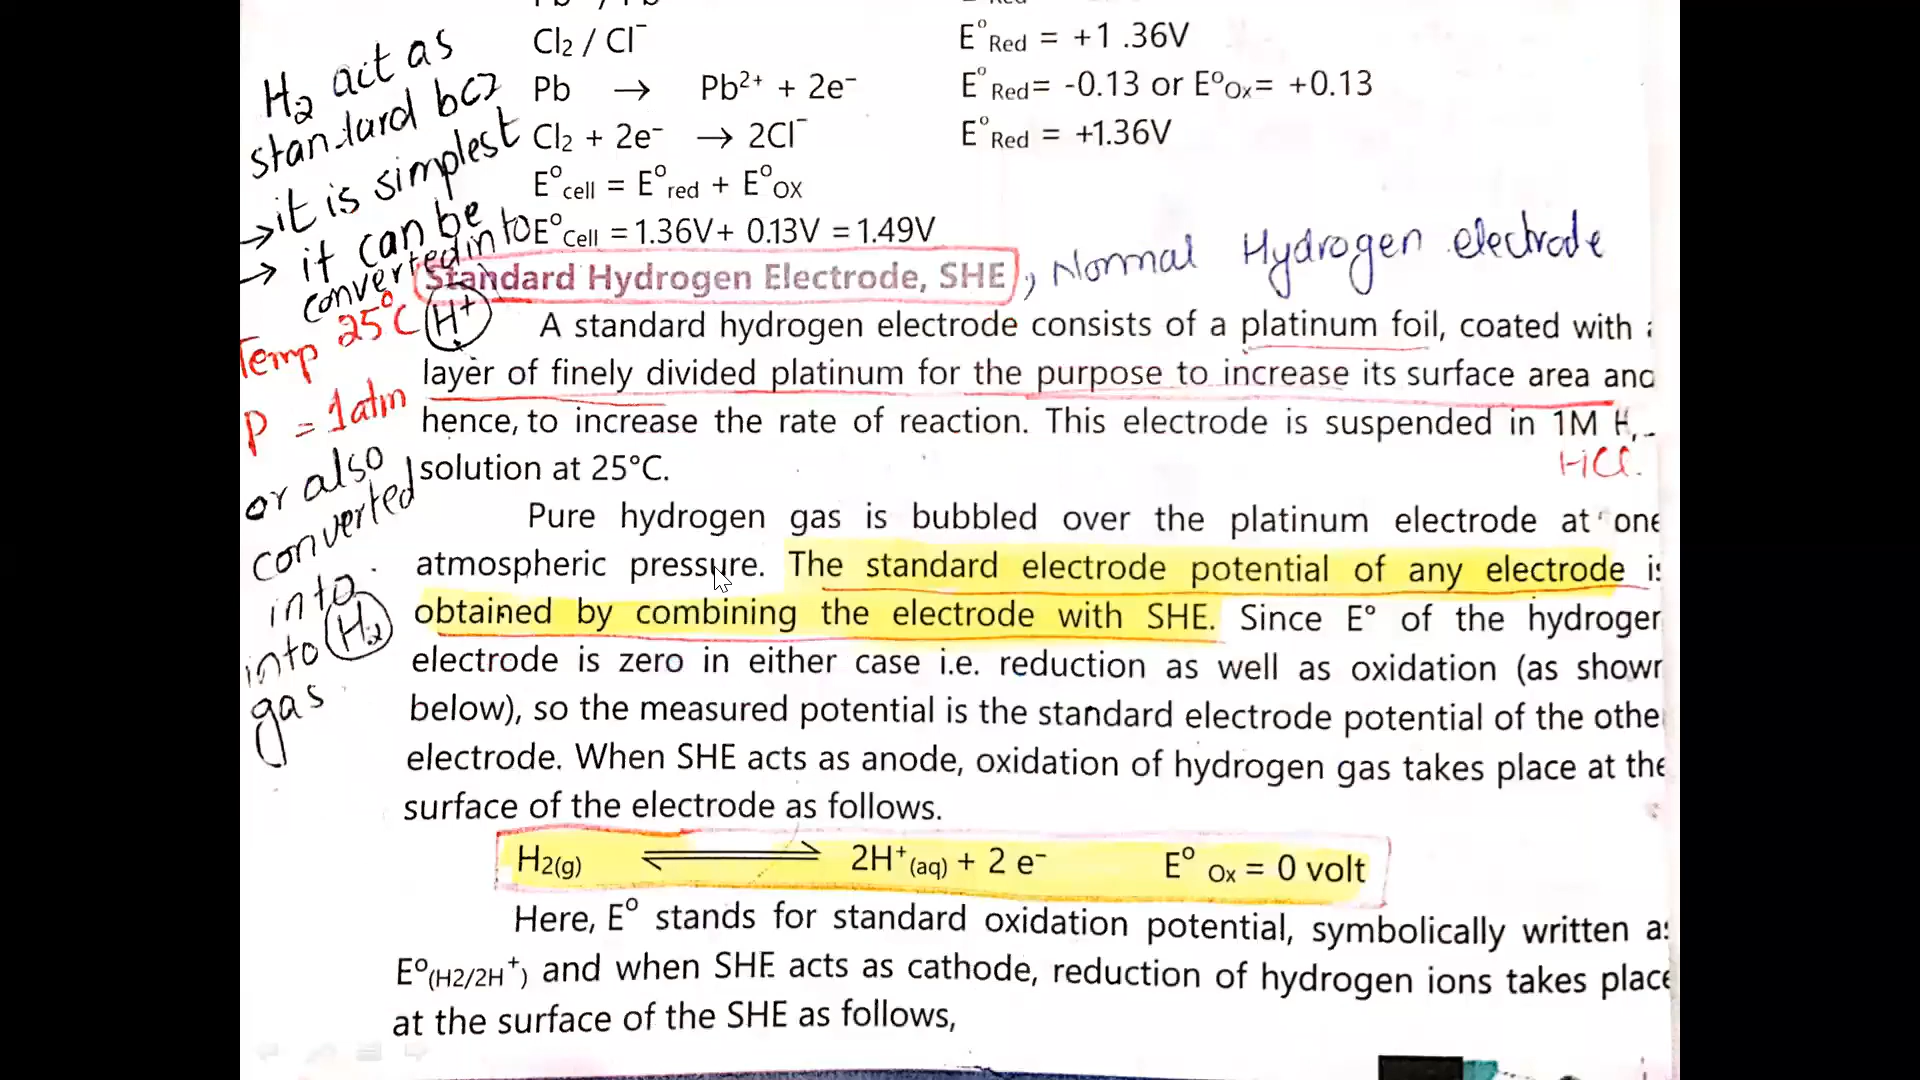 Cl₂ / Cl⁻ E°Red = +1 .36V
Pb → Pb²⁺ + 2e⁻ E°Red= -0.13 or E°Ox= +0.13
Cl₂ + 2e⁻ → 2Cl⁻ E°Red = +1.36V
E°cell = E°red + E°OX
E°Cell = 1.36V+ 0.13V = 1.49V
H₂ act as
standard bcz
→ it is simplest
→ it can be
converted into
H⁺
Temp 25°C
P = 1atm
or also
converted
into
into H₂
gas.
Standard Hydrogen Electrode, SHE , Normal Hydrogen electrode
A standard hydrogen electrode consists of a platinum foil, coated with
layer of finely divided platinum for the purpose to increase its surface area and
hence, to increase the rate of reaction. This electrode is suspended in 1M
HCl.
solution at 25°C.
Pure hydrogen gas is bubbled over the platinum electrode at one
atmospheric pressure. The standard electrode potential of any electrode is
obtained by combining the electrode with SHE. Since E° of the hydrogen
electrode is zero in either case i.e. reduction as well as oxidation (as shown
below), so the measured potential is the standard electrode potential of the othe
electrode. When SHE acts as anode, oxidation of hydrogen gas takes place at the
surface of the electrode as follows.
H₂(g) ⇌ 2H⁺(aq) + 2 e⁻ E° Ox = 0 volt
Here, E° stands for standard oxidation potential, symbolically written as
E°(H2/2H⁺) and when SHE acts as cathode, reduction of hydrogen ions takes place
at the surface of the SHE as follows,